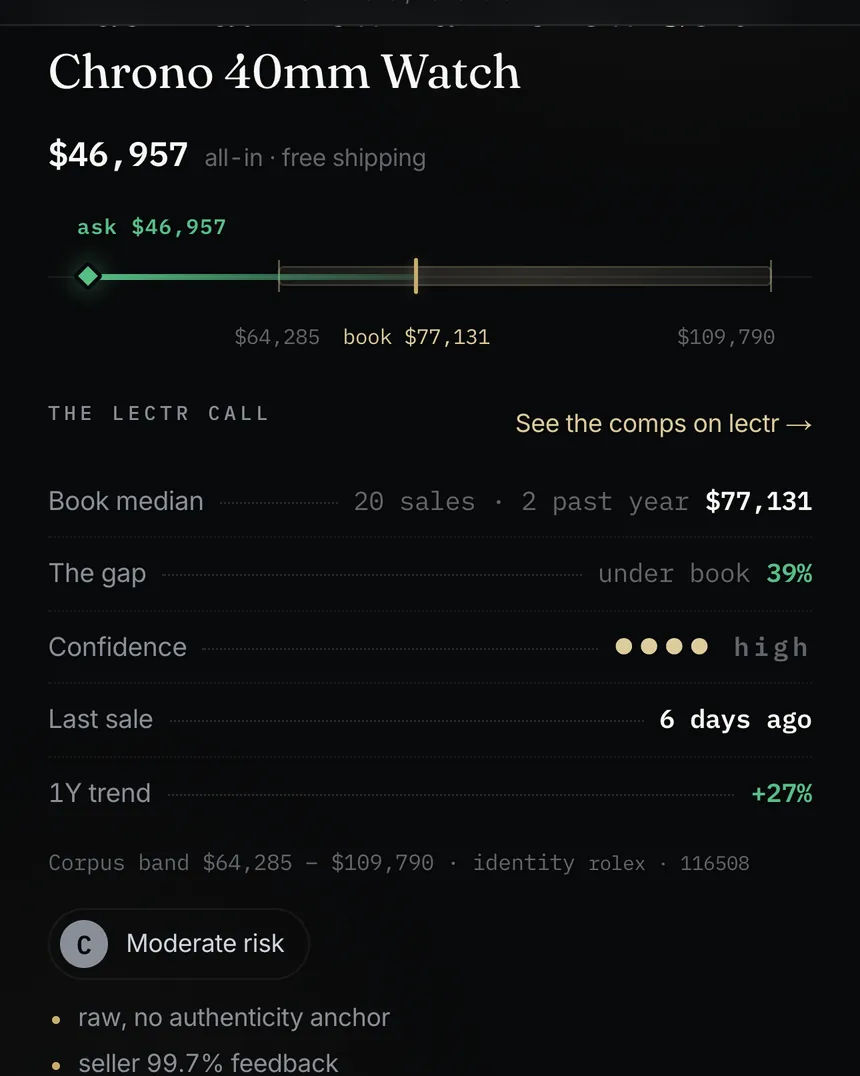 Chrono 40mm Watch
$46,957 all-in · free shipping
ask $46,957
$64,285 book $77,131 $109,790
THE LECTR CALL
See the comps on lectr →
Book median 20 sales · 2 past year $77,131
The gap under book 39%
Confidence high
Last sale 6 days ago
1Y trend +27%
Corpus band $64,285 – $109,790 · identity rolex · 116508
C Moderate risk
• raw, no authenticity anchor
• seller 99.7% feedback